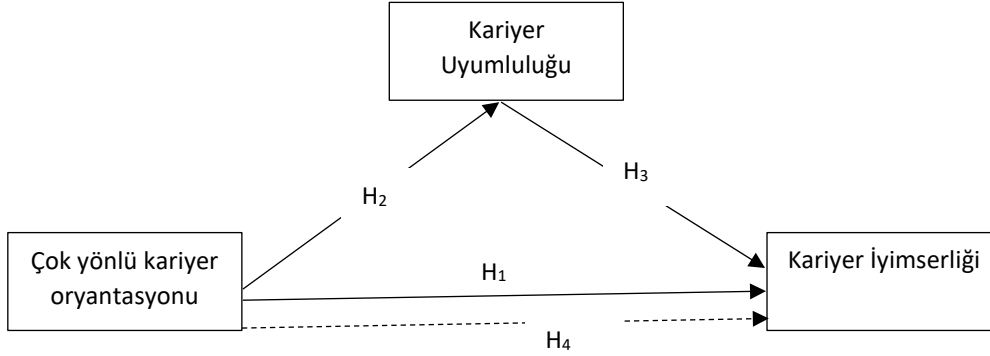 Kariyer
Uyumluluğu
H2
H3
Çok yönlü kariyer
oryantasyonu
H1
Kariyer İyimserliği
H4